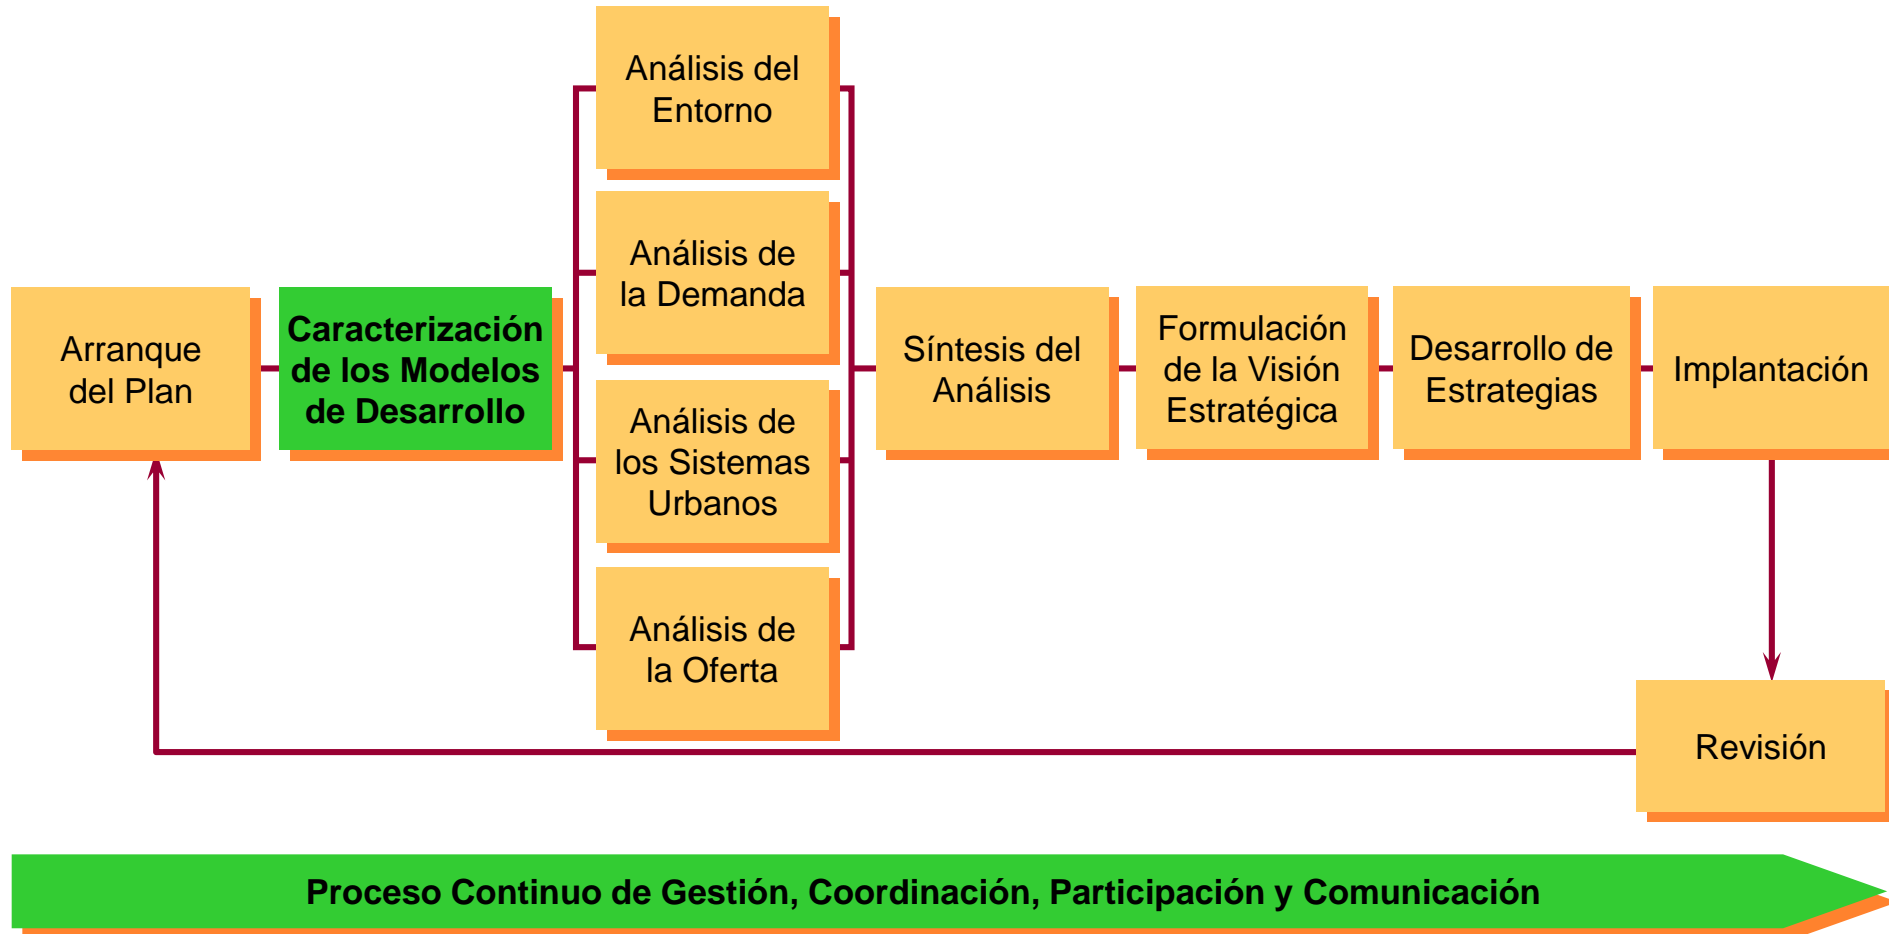 Análisis del
Entorno
Análisis de
la Demanda
Arranque
del Plan
Caracterización
de los Modelos
de Desarrollo
Análisis de
los Sistemas
Urbanos
Análisis de
la Oferta
Síntesis del
Análisis
Formulación
de la Visión
Estratégica
Desarrollo de
Estrategias
Implantación
Revisión
Proceso Continuo de Gestión, Coordinación, Participación y Comunicación